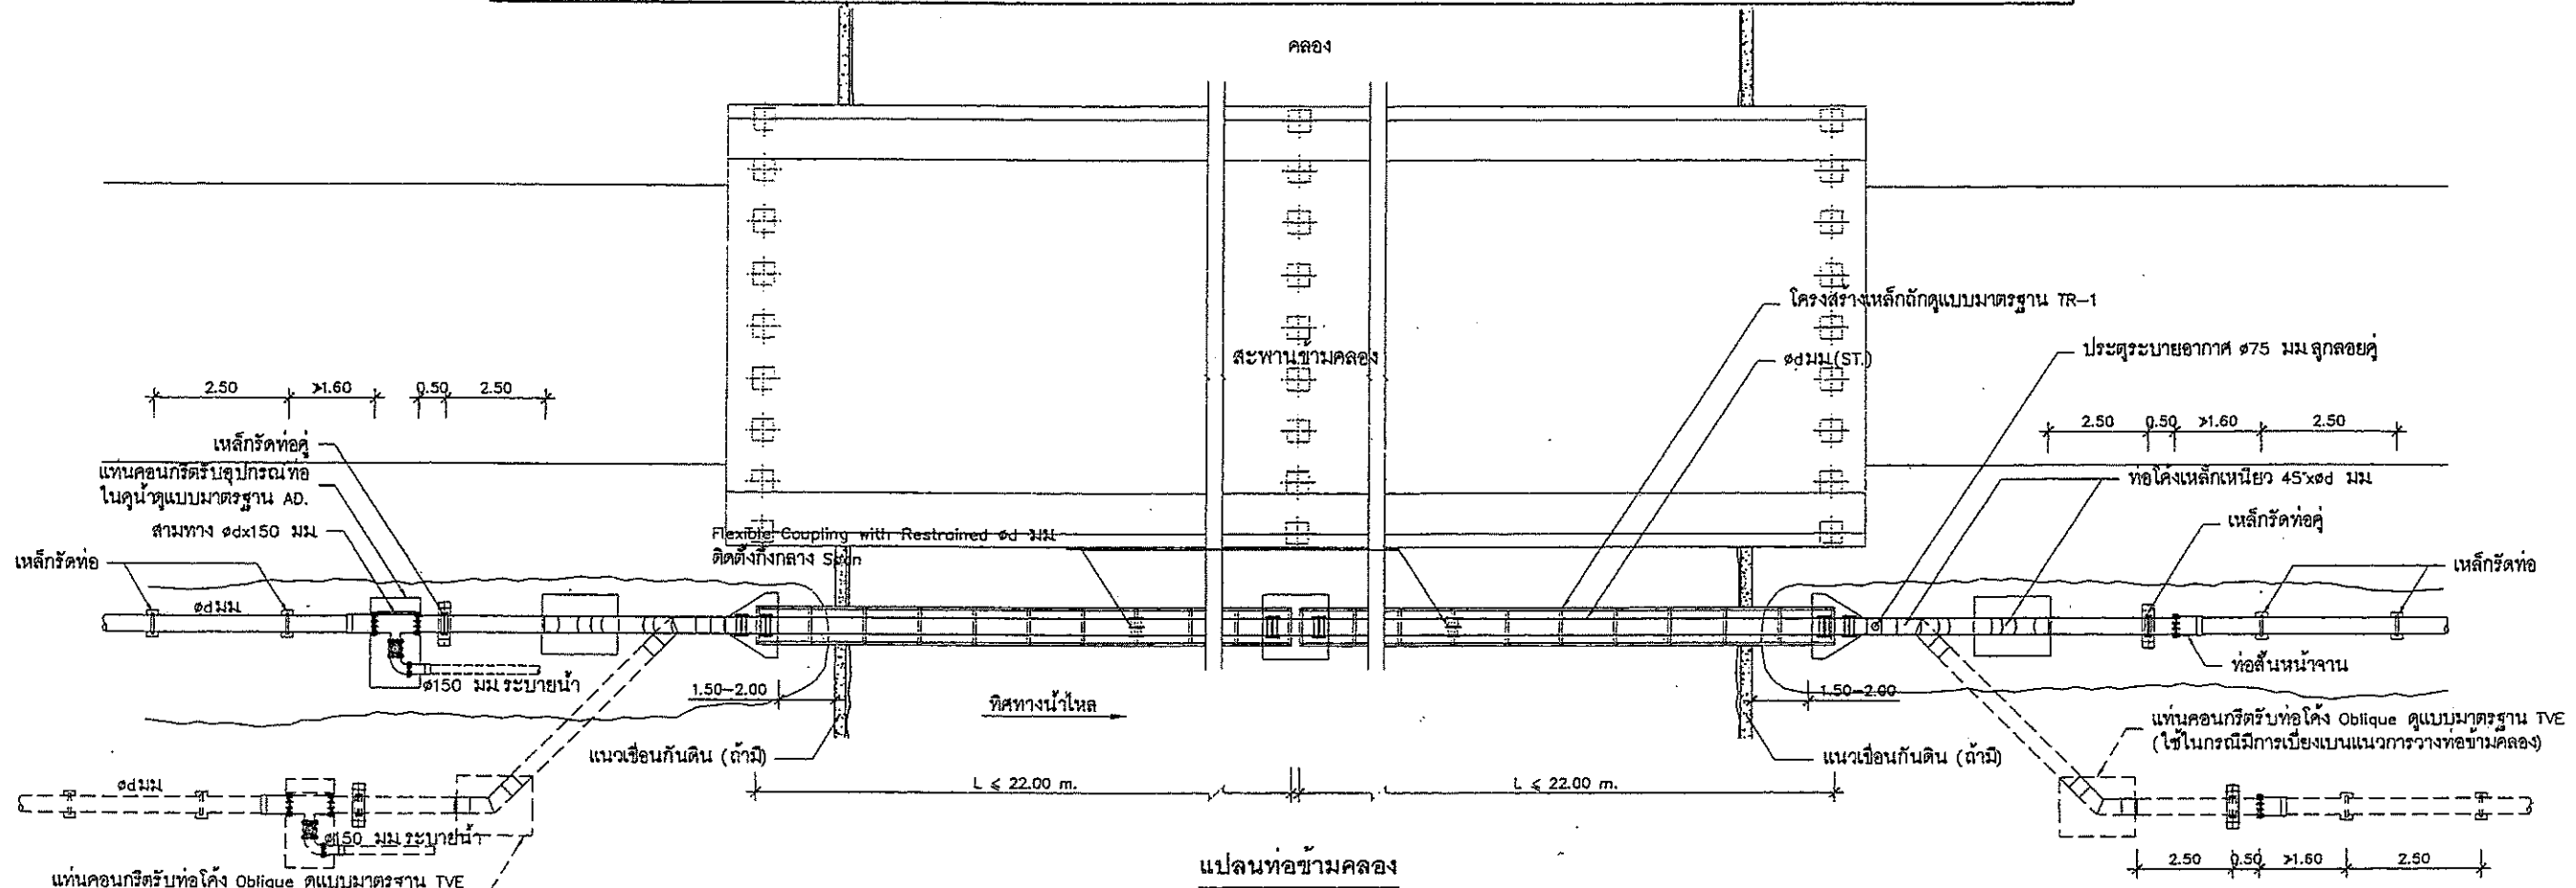 คลอง
โครงสร้างเหล็กถักดูแบบมาตรฐาน TR-1
สะพานข้ามคลอง
ødมม(ST.)
ประตูระบายอากาศ ø75 มม.ลูกลอยคู่
2.50 >1.60 0.50 2.50
2.50 0.50 >1.60 2.50
เหล็กรัดท่อคู่
แท่นคอนกรีตรับอุปกรณ์ท่อ
ในคูน้ำดูแบบมาตรฐาน AD.
สามทาง ødx150 มม.
ท่อโค้งเหล็กเหนียว 45°xød มม
เหล็กรัดท่อคู่
Flexible Coupling with Restrained ød มม.
ติดตั้งกึ่งกลาง Span
เหล็กรัดท่อ
เหล็กรัดท่อ
ødมม.
ท่อสั้นหน้าจาน
ø150 มม.ระบายน้ำ
1.50-2.00
1.50-2.00
ทิศทางน้ำไหล
แท่นคอนกรีตรับท่อโค้ง Oblique ดูแบบมาตรฐาน TVE
(ใช้ในกรณีมีการเบี่ยงเบนแนวการวางท่อข้ามคลอง)
แนวเขื่อนกันดิน (ถ้ามี)
แนวเขื่อนกันดิน (ถ้ามี)
ødมม.
L ≤ 22.00 m.
L ≤ 22.00 m.
ø150 มม.ระบายน้ำ
2.50 0.50 >1.60 2.50
แปลนท่อข้ามคลอง
แท่นคอนกรีตรับท่อโค้ง Oblique ดูแบบมาตรฐาน TVE